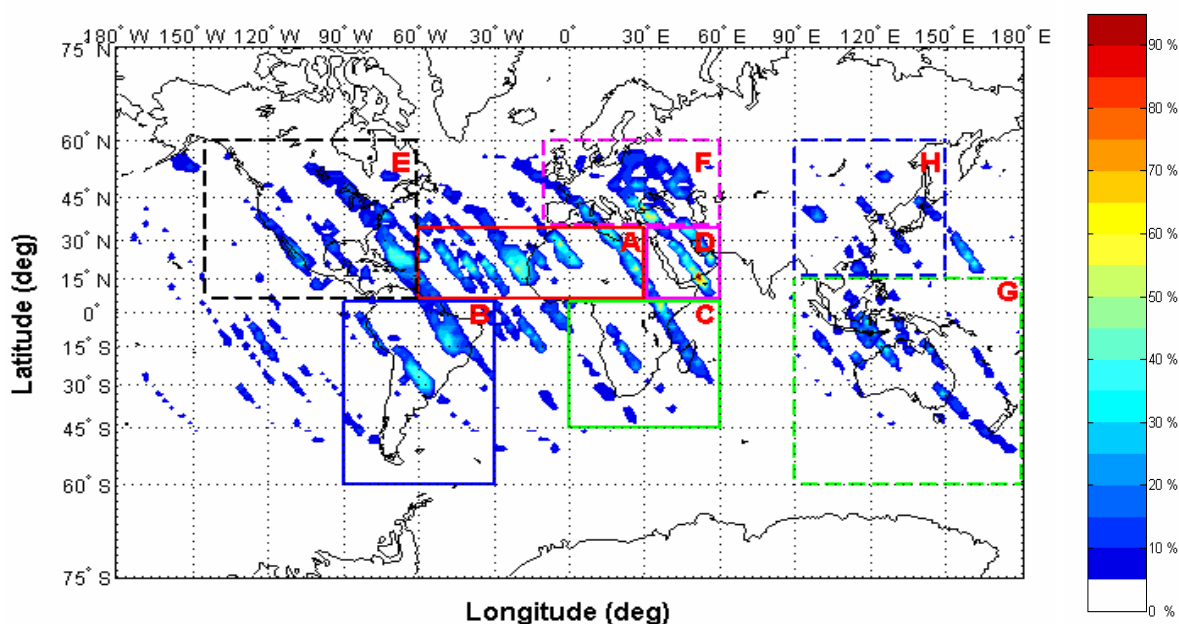 180° W 150° W 120° W 90° W 60° W 30° W 0° 30° E 60° E 90° E 120° E 150° E 180° E
75° N
60° N
45° N
30° N
15° N
0°
15° S
30° S
45° S
60° S
75° S
Latitude (deg)
Longitude (deg)
E
F
H
A
D
G
B
C
90 %
80 %
70 %
60 %
50 %
40 %
30 %
20 %
10 %
0 %